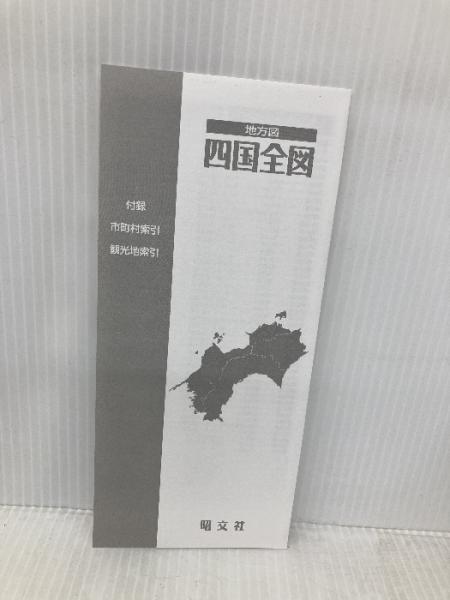 地方図
四国全図
付録
市町村索引
観光地索引
昭文社